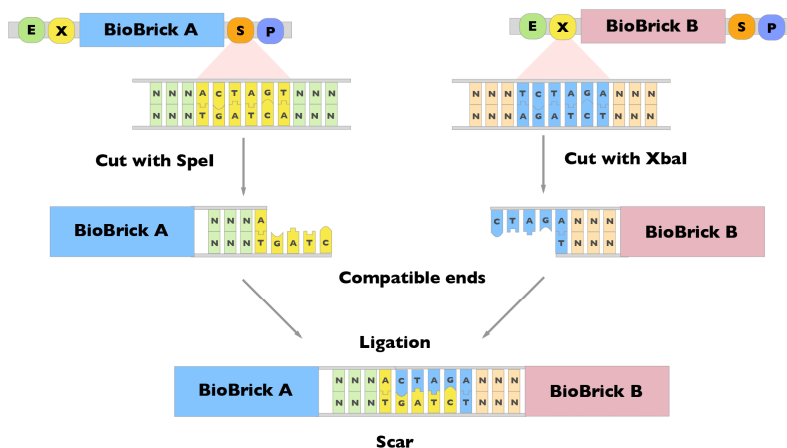 E X BioBrick A S P
E X BioBrick B S P
N N N A C T A G T N N N
N N N T G A T C A N N N
N N N T C T A G A N N N
N N N A G A T C T N N N
Cut with SpeI
Cut with XbaI
BioBrick A
N N N A
N N N T G A T C
C T A G A N N N
T N N N
BioBrick B
Compatible ends
Ligation
BioBrick A
N N N A C T A G A N N N
N N N T G A T C T N N N
BioBrick B
Scar